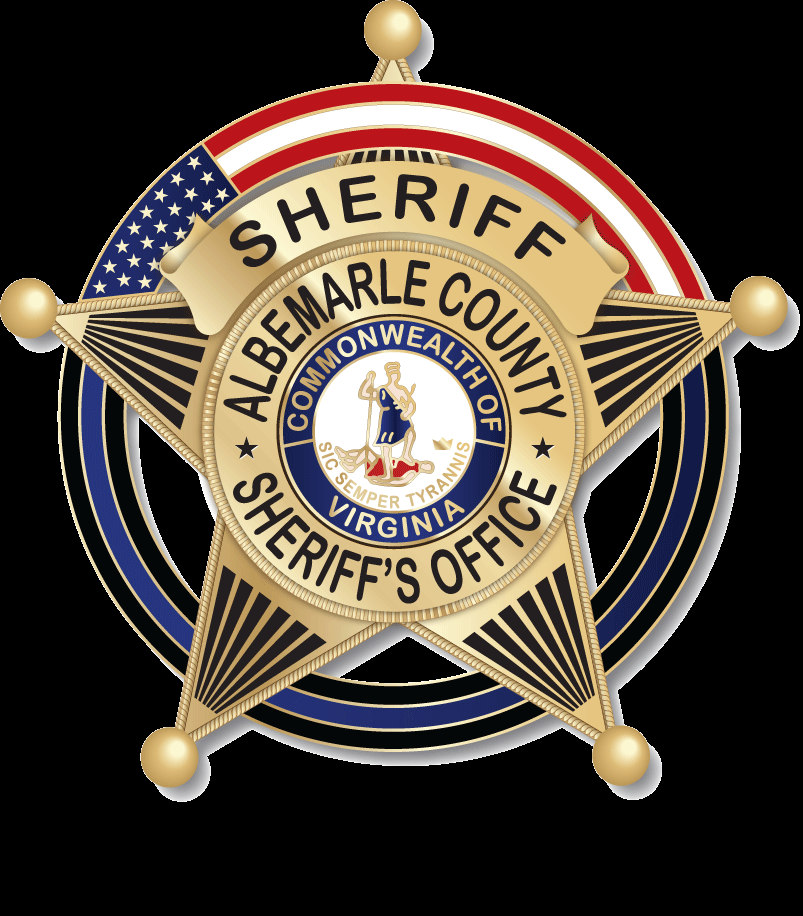 SHERIFF
ALBEMARLE COUNTY
COMMONWEALTH OF
SIC SEMPER TYRANNIS
VIRGINIA
SHERIFF'S OFFICE